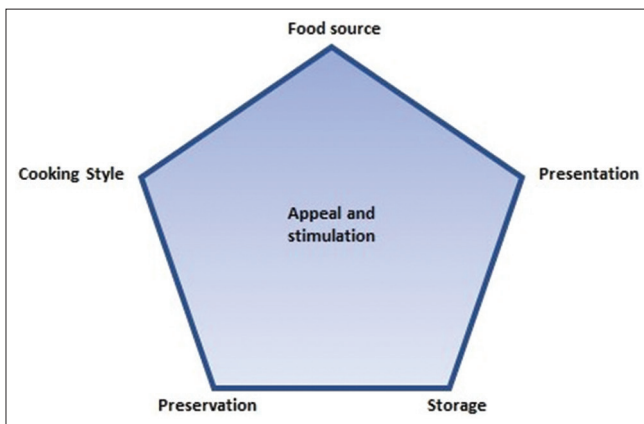 Food source
Cooking Style
Presentation
Appeal and
stimulation
Preservation
Storage